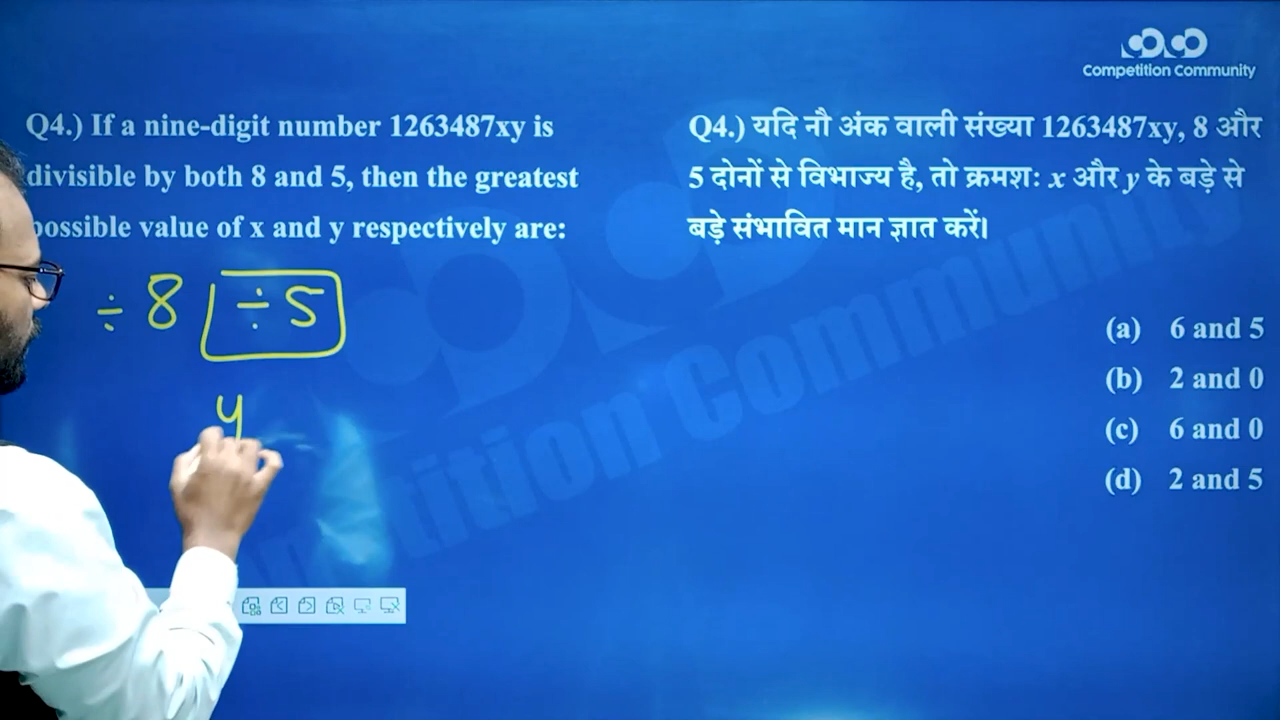 Competition Community
Q4.) If a nine-digit number 1263487xy is
divisible by both 8 and 5, then the greatest
possible value of x and y respectively are:
÷ 8 ÷ 5
y
Q4.) यदि नौ अंक वाली संख्या 1263487xy, 8 और
5 दोनों से विभाज्य है, तो क्रमशः x और y के बड़े से
बड़े संभावित मान ज्ञात करें।
(a) 6 and 5
(b) 2 and 0
(c) 6 and 0
(d) 2 and 5
Competition Community